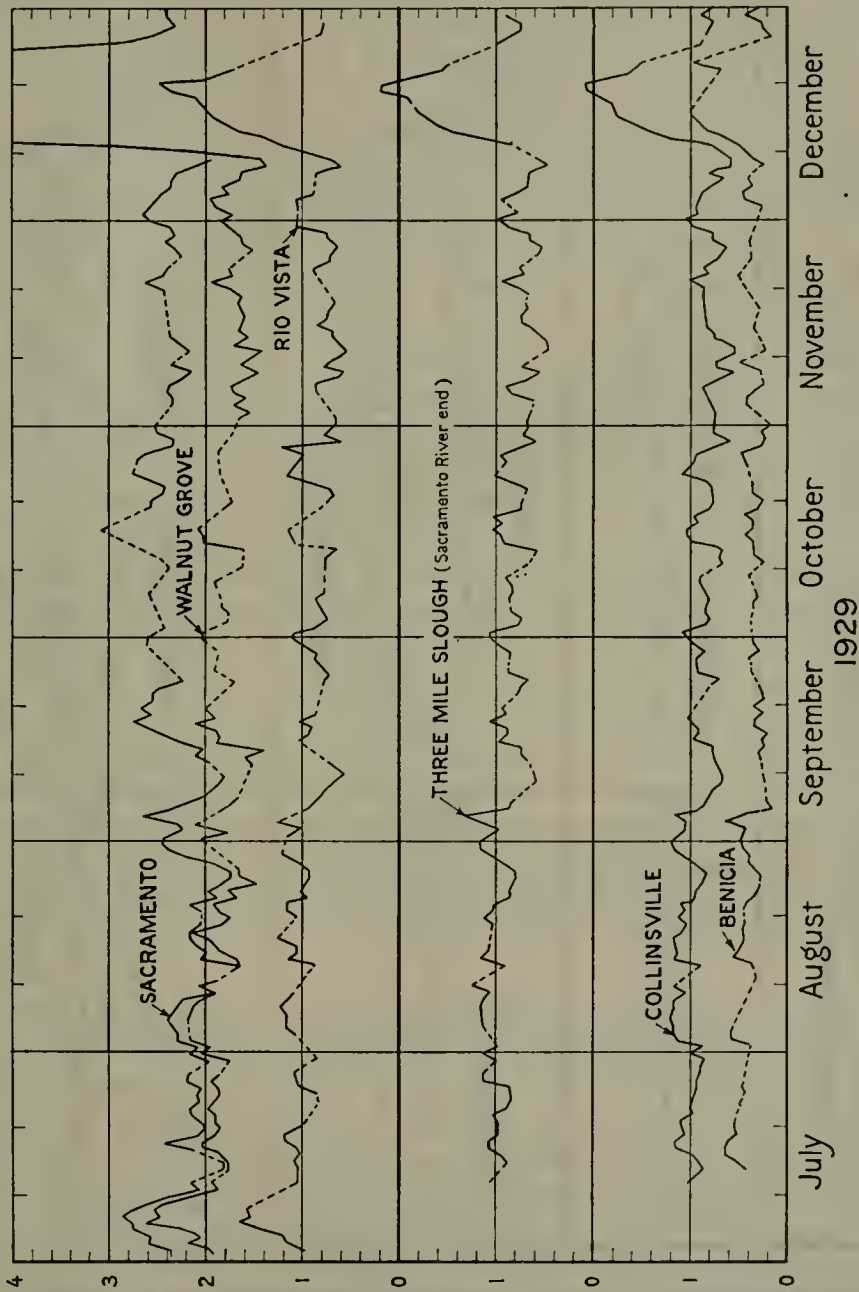 4
3
2
1
0
1
0
1
0
SACRAMENTO
WALNUT GROVE
RIO VISTA
THREE MILE SLOUGH (Sacramento River end)
COLLINSVILLE
BENICIA
July
August
September
October
November
December
1929